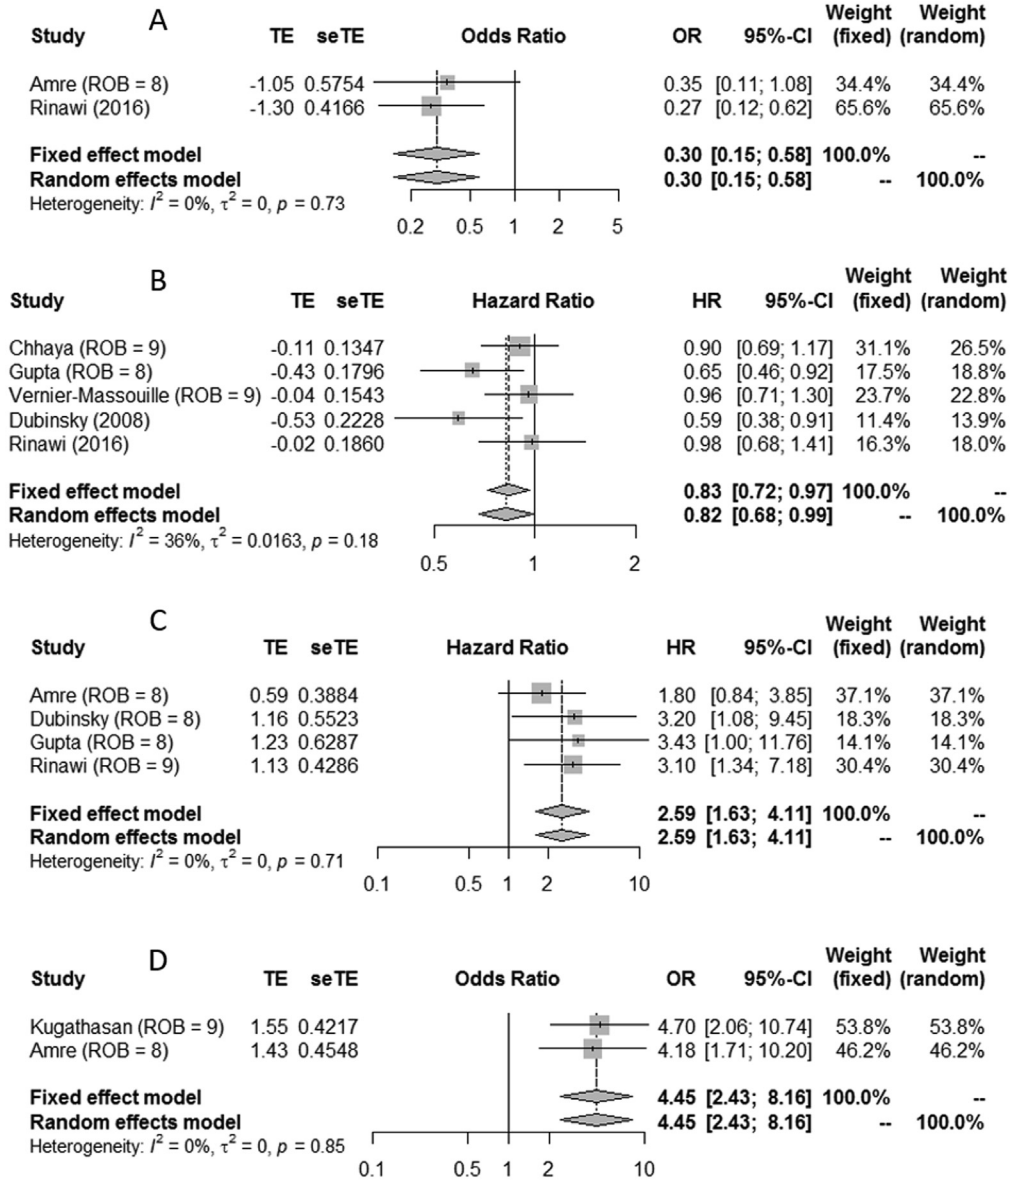 A
Weight Weight
Study TE seTE Odds Ratio OR 95%-CI (fixed) (random)
Amre (ROB = 8) -1.05 0.5754 0.35 [0.11; 1.08] 34.4% 34.4%
Rinawi (2016) -1.30 0.4166 0.27 [0.12; 0.62] 65.6% 65.6%
Fixed effect model 0.30 [0.15; 0.58] 100.0% --
Random effects model 0.30 [0.15; 0.58] -- 100.0%
Heterogeneity: I² = 0%, τ² = 0, p = 0.73
0.2 0.5 1 2 5
B
Weight Weight
Study TE seTE Hazard Ratio HR 95%-CI (fixed) (random)
Chhaya (ROB = 9) -0.11 0.1347 0.90 [0.69; 1.17] 31.1% 26.5%
Gupta (ROB = 8) -0.43 0.1796 0.65 [0.46; 0.92] 17.5% 18.8%
Vernier-Massouille (ROB = 9) -0.04 0.1543 0.96 [0.71; 1.30] 23.7% 22.8%
Dubinsky (2008) -0.53 0.2228 0.59 [0.38; 0.91] 11.4% 13.9%
Rinawi (2016) -0.02 0.1860 0.98 [0.68; 1.41] 16.3% 18.0%
Fixed effect model 0.83 [0.72; 0.97] 100.0% --
Random effects model 0.82 [0.68; 0.99] -- 100.0%
Heterogeneity: I² = 36%, τ² = 0.0163, p = 0.18
0.5 1 2
C
Weight Weight
Study TE seTE Hazard Ratio HR 95%-CI (fixed) (random)
Amre (ROB = 8) 0.59 0.3884 1.80 [0.84; 3.85] 37.1% 37.1%
Dubinsky (ROB = 8) 1.16 0.5523 3.20 [1.08; 9.45] 18.3% 18.3%
Gupta (ROB = 8) 1.23 0.6287 3.43 [1.00; 11.76] 14.1% 14.1%
Rinawi (ROB = 9) 1.13 0.4286 3.10 [1.34; 7.18] 30.4% 30.4%
Fixed effect model 2.59 [1.63; 4.11] 100.0% --
Random effects model 2.59 [1.63; 4.11] -- 100.0%
Heterogeneity: I² = 0%, τ² = 0, p = 0.71
0.1 0.5 1 2 10
D
Weight Weight
Study TE seTE Odds Ratio OR 95%-CI (fixed) (random)
Kugathasan (ROB = 9) 1.55 0.4217 4.70 [2.06; 10.74] 53.8% 53.8%
Amre (ROB = 8) 1.43 0.4548 4.18 [1.71; 10.20] 46.2% 46.2%
Fixed effect model 4.45 [2.43; 8.16] 100.0% --
Random effects model 4.45 [2.43; 8.16] -- 100.0%
Heterogeneity: I² = 0%, τ² = 0, p = 0.85
0.1 0.5 1 2 10